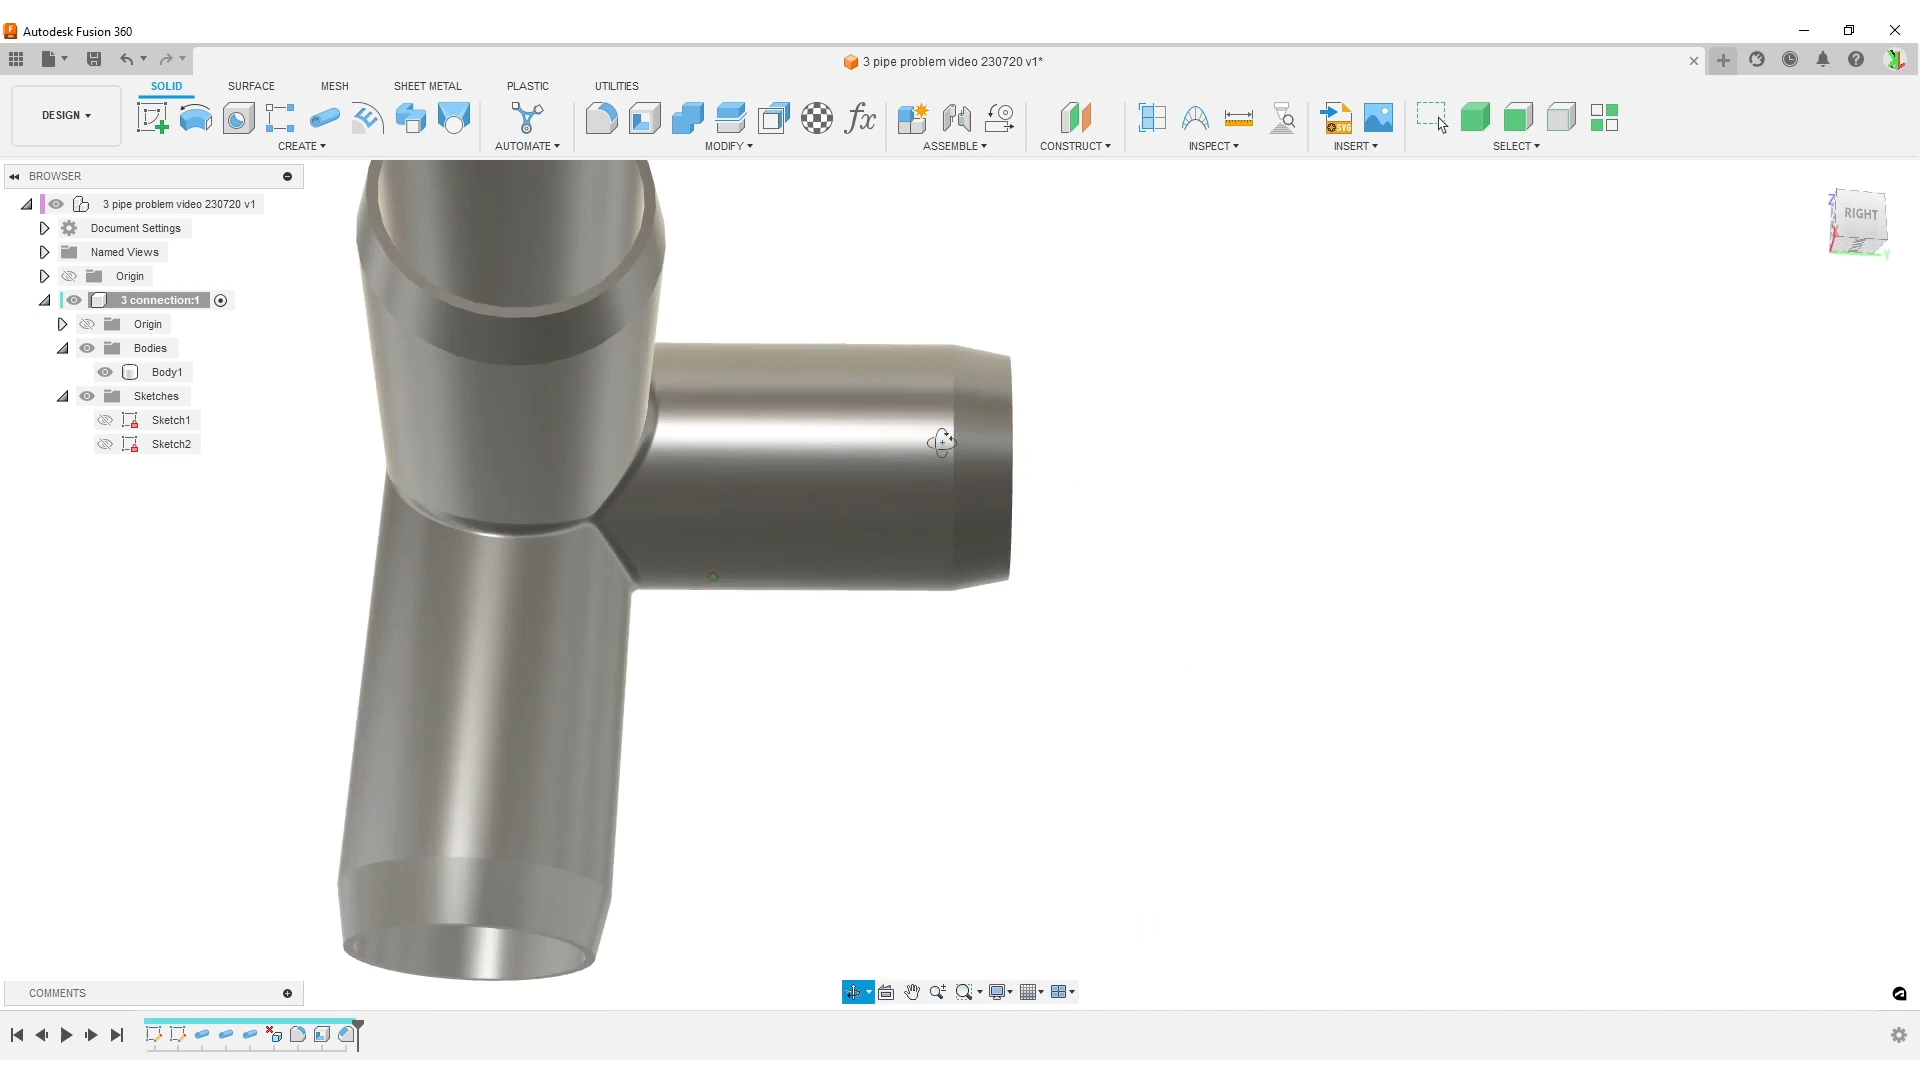 Autodesk Fusion 360
3 pipe problem video 230720 v1*
DESIGN
SOLID SURFACE MESH SHEET METAL PLASTIC UTILITIES
CREATE AUTOMATE MODIFY ASSEMBLE CONSTRUCT INSPECT INSERT SELECT
BROWSER
3 pipe problem video 230720 v1
Document Settings
Named Views
Origin
3 connection:1
Origin
Bodies
Body1
Sketches
Sketch1
Sketch2
RIGHT
Z
X
Y
COMMENTS